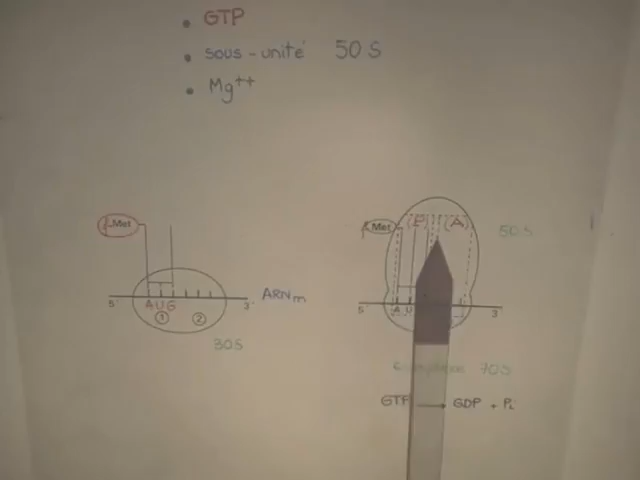 • GTP
• sous-unité 50 S
• Mg++
f.Met
5' AUG 3' ARNm
1 2
30S
f.Met (P) (A)
50 S
5' A U 3'
70S
GTP → GDP + Pi